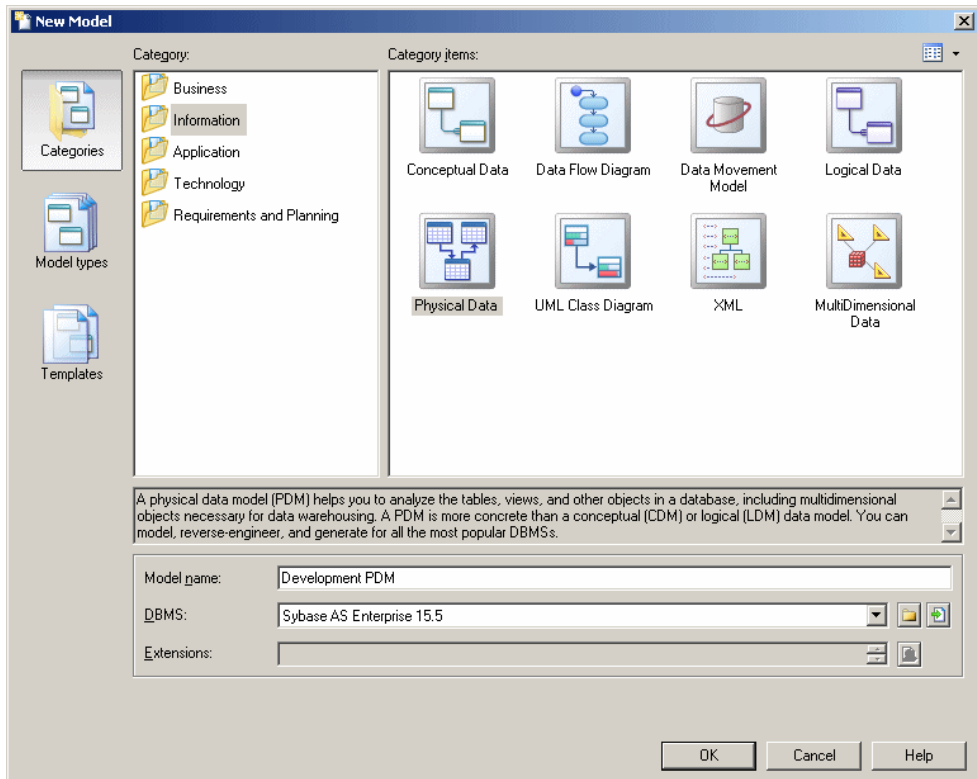 New Model
Category:
Category items:
Categories
Model types
Templates
Business
Information
Application
Technology
Requirements and Planning
Conceptual Data
Data Flow Diagram
Data Movement
Model
Logical Data
Physical Data
UML Class Diagram
XML
MultiDimensional
Data
A physical data model (PDM) helps you to analyze the tables, views, and other objects in a database, including multidimensional
objects necessary for data warehousing. A PDM is more concrete than a conceptual (CDM) or logical (LDM) data model. You can
model, reverse-engineer, and generate for all the most popular DBMSs.
Model name:
Development PDM
DBMS:
Sybase AS Enterprise 15.5
Extensions:
OK
Cancel
Help